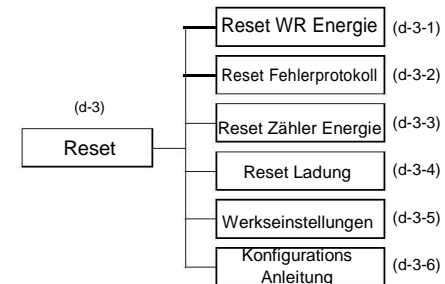 Reset WR Energie (d-3-1)
Reset Fehlerprotokoll (d-3-2)
(d-3)
Reset Zähler Energie (d-3-3)
Reset
Reset Ladung (d-3-4)
Werkseinstellungen (d-3-5)
Konfigurations
Anleitung (d-3-6)